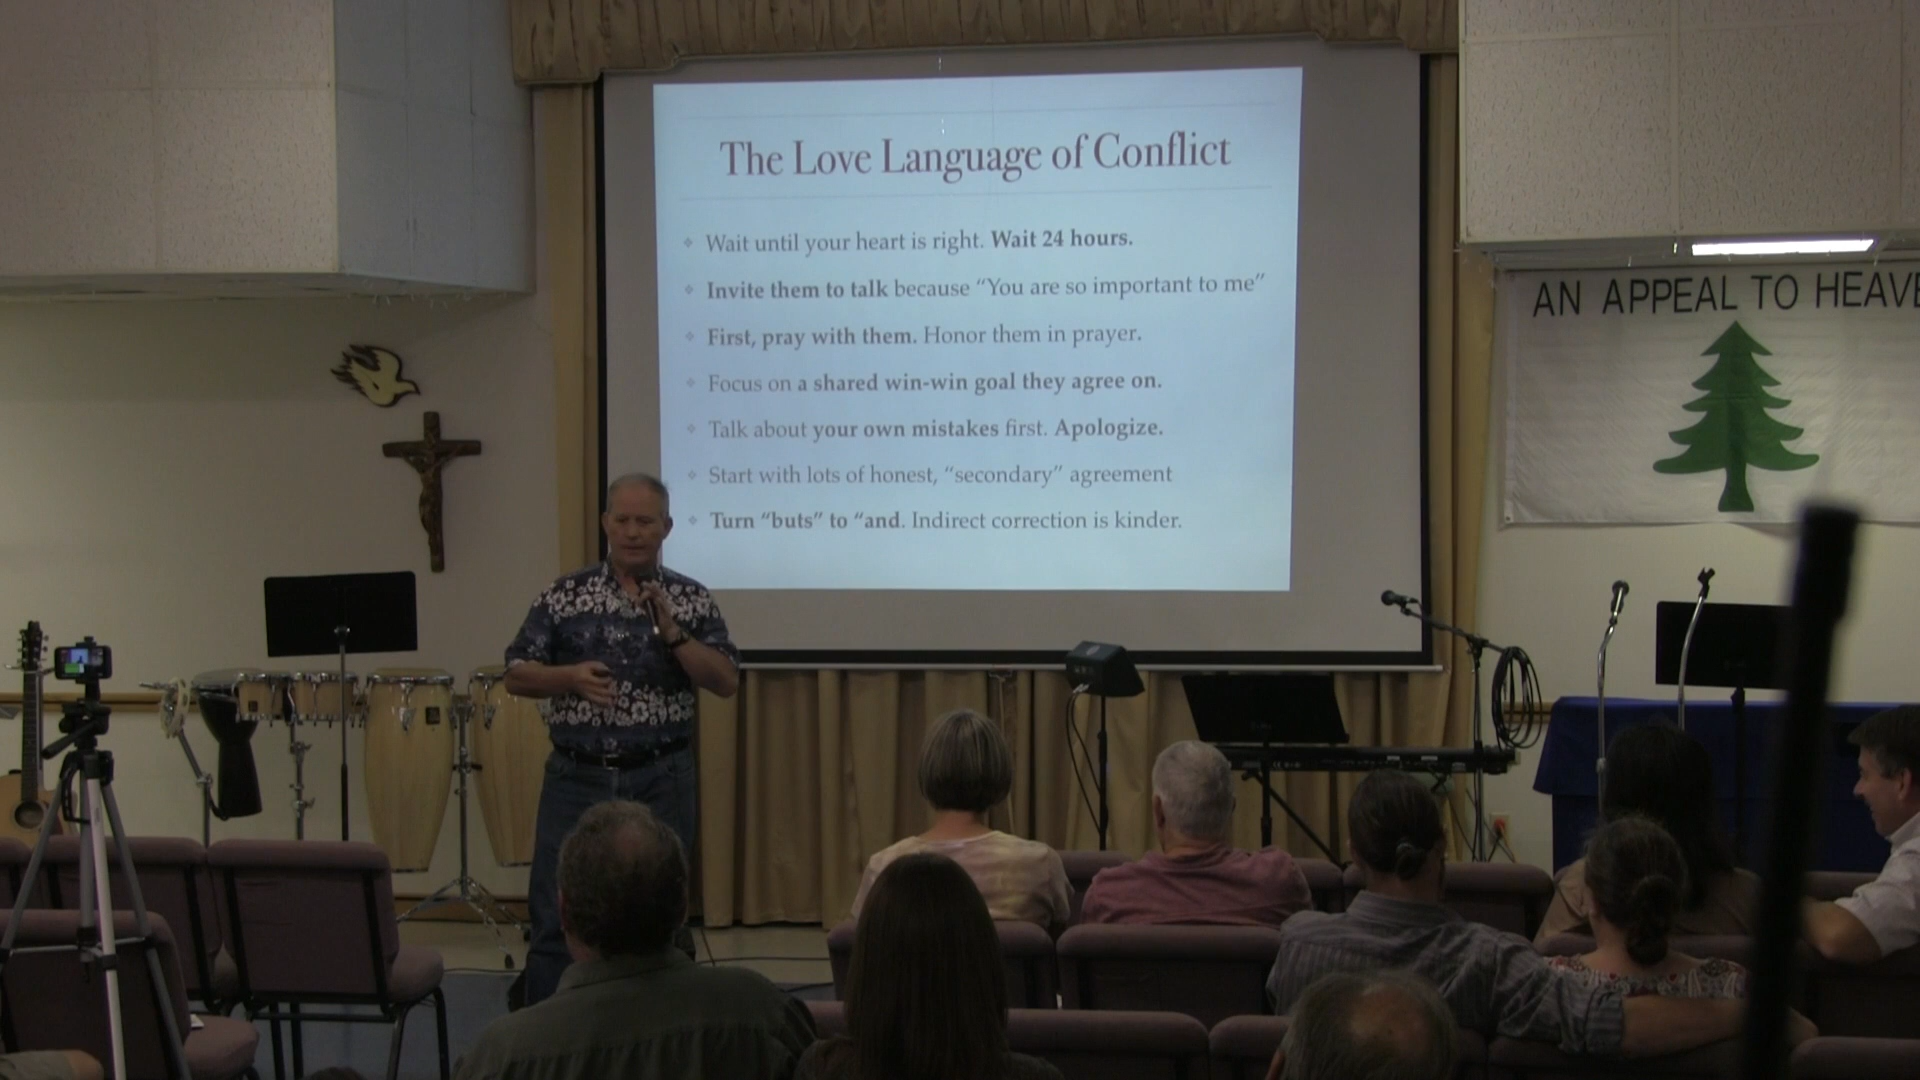 The Love Language of Conflict
Wait until your heart is right. Wait 24 hours.
Invite them to talk because “You are so important to me”
First, pray with them. Honor them in prayer.
Focus on a shared win-win goal they agree on.
Talk about your own mistakes first. Apologize.
Start with lots of honest, “secondary” agreement
Turn “buts” to “and. Indirect correction is kinder.
AN APPEAL TO HEAVE